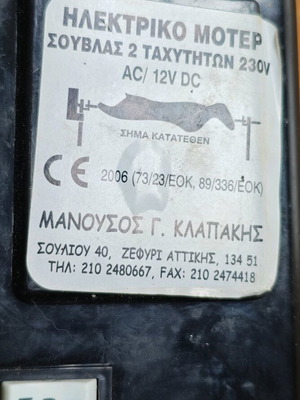 ΗΛΕΚΤΡΙΚΟ ΜΟΤΕΡ
ΣΟΥΒΛΑΣ 2 ΤΑΧΥΤΗΤΩΝ 230V
AC/ 12V DC
ΣΗΜΑ ΚΑΤΑΤΕΘΕΝ
CE 2006 (73/23/ΕΟΚ, 89/336/ΕΟΚ)
ΜΑΝΟΥΣΟΣ Γ. ΚΛΑΠΑΚΗΣ
ΣΟΥΛΙΟΥ 40, ΖΕΦΥΡΙ ΑΤΤΙΚΗΣ, 134 51
ΤΗΛ: 210 2480667, FAX: 210 2474418